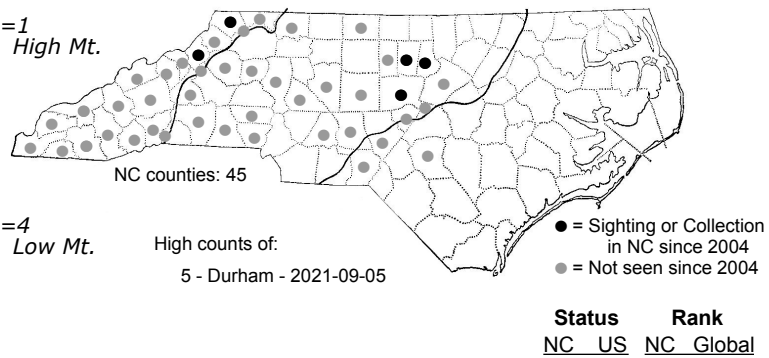 =1
High Mt.
NC counties: 45
=4
Low Mt.
High counts of:
5 - Durham - 2021-09-05
● = Sighting or Collection
in NC since 2004
● = Not seen since 2004
Status Rank
NC US NC Global